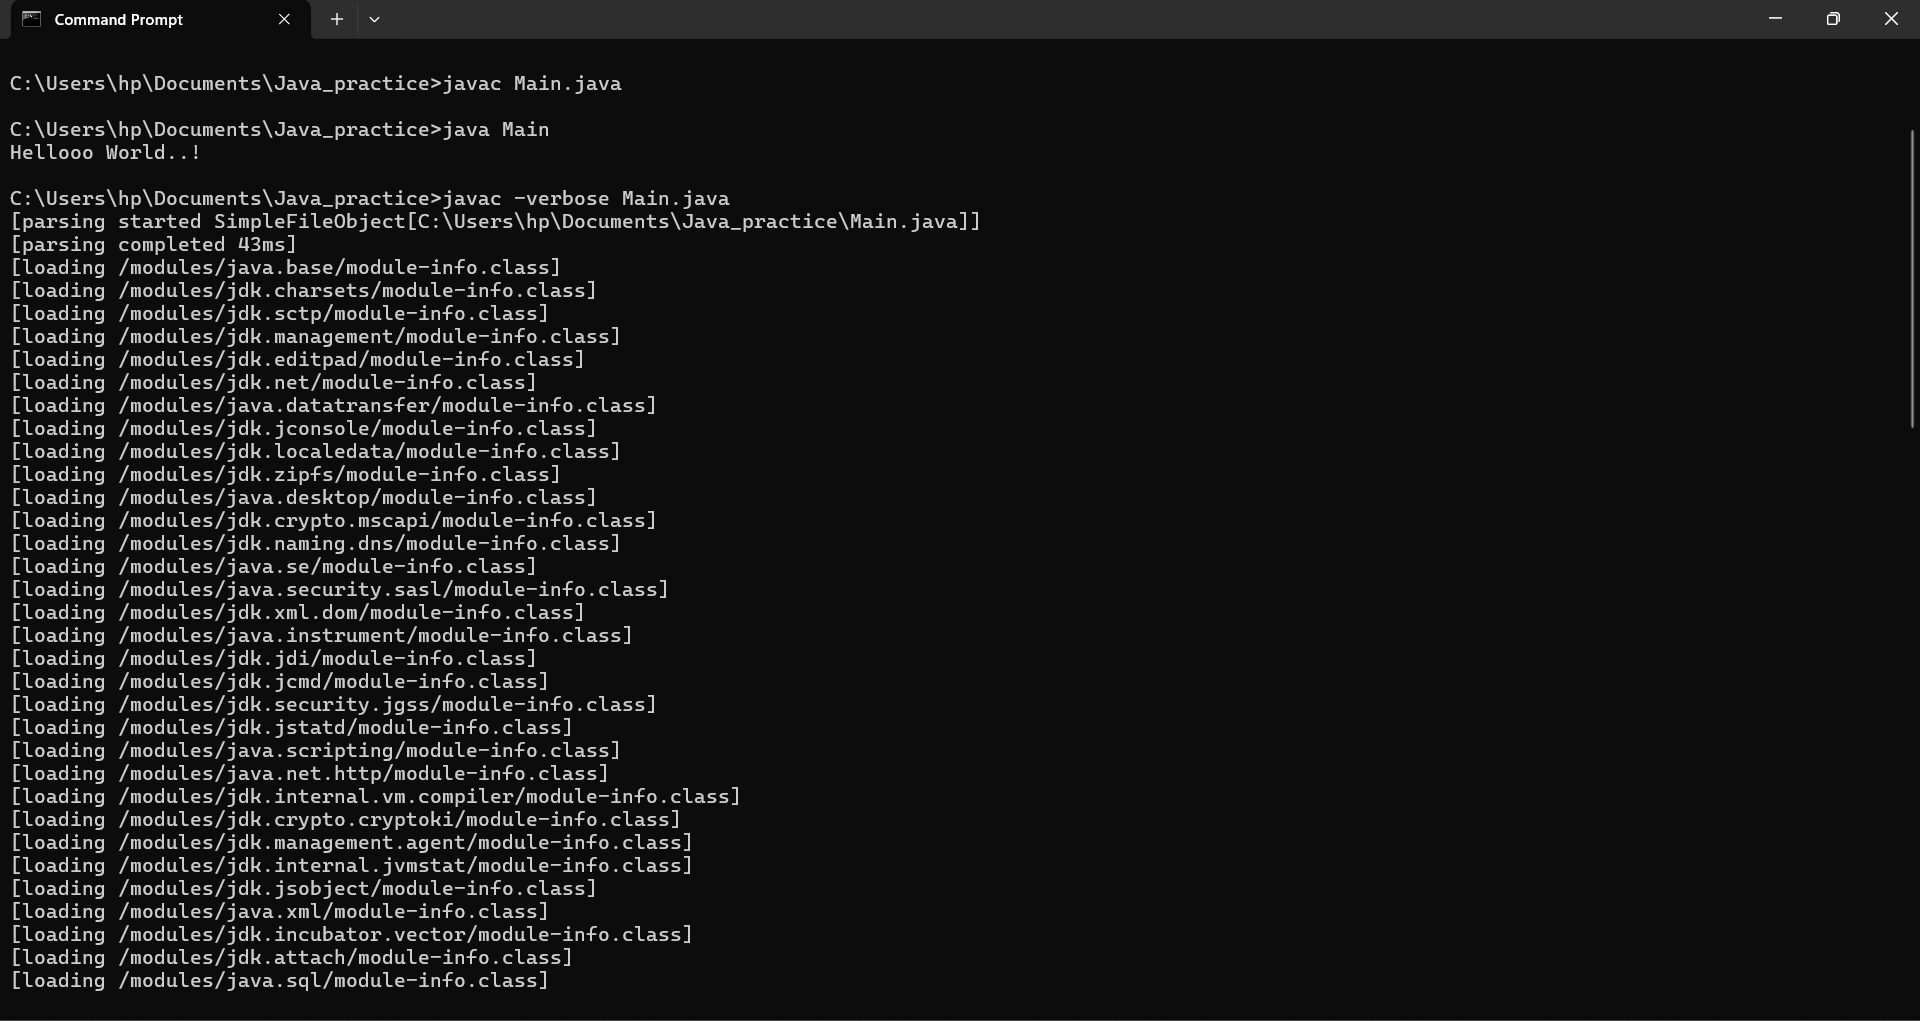 Command Prompt
C:\Users\hp\Documents\Java_practice>javac Main.java
C:\Users\hp\Documents\Java_practice>java Main
Hellooo World..!
C:\Users\hp\Documents\Java_practice>javac -verbose Main.java
[parsing started SimpleFileObject[C:\Users\hp\Documents\Java_practice\Main.java]]
[parsing completed 43ms]
[loading /modules/java.base/module-info.class]
[loading /modules/jdk.charsets/module-info.class]
[loading /modules/jdk.sctp/module-info.class]
[loading /modules/jdk.management/module-info.class]
[loading /modules/jdk.editpad/module-info.class]
[loading /modules/jdk.net/module-info.class]
[loading /modules/java.datatransfer/module-info.class]
[loading /modules/jdk.jconsole/module-info.class]
[loading /modules/jdk.localedata/module-info.class]
[loading /modules/jdk.zipfs/module-info.class]
[loading /modules/java.desktop/module-info.class]
[loading /modules/jdk.crypto.mscapi/module-info.class]
[loading /modules/jdk.naming.dns/module-info.class]
[loading /modules/java.se/module-info.class]
[loading /modules/java.security.sasl/module-info.class]
[loading /modules/jdk.xml.dom/module-info.class]
[loading /modules/java.instrument/module-info.class]
[loading /modules/jdk.jdi/module-info.class]
[loading /modules/jdk.jcmd/module-info.class]
[loading /modules/jdk.security.jgss/module-info.class]
[loading /modules/jdk.jstatd/module-info.class]
[loading /modules/java.scripting/module-info.class]
[loading /modules/java.net.http/module-info.class]
[loading /modules/jdk.internal.vm.compiler/module-info.class]
[loading /modules/jdk.crypto.cryptoki/module-info.class]
[loading /modules/jdk.management.agent/module-info.class]
[loading /modules/jdk.internal.jvmstat/module-info.class]
[loading /modules/jdk.jsobject/module-info.class]
[loading /modules/java.xml/module-info.class]
[loading /modules/jdk.incubator.vector/module-info.class]
[loading /modules/jdk.attach/module-info.class]
[loading /modules/java.sql/module-info.class]